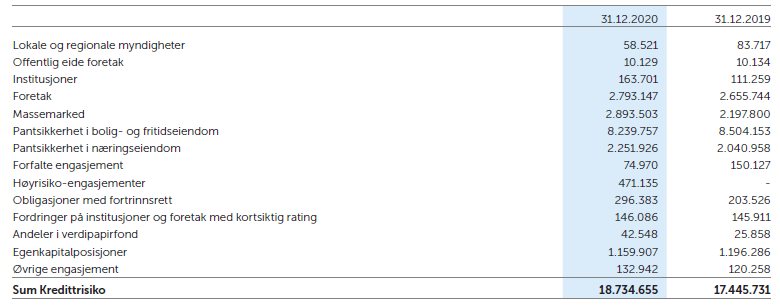 31.12.2020 31.12.2019
Lokale og regionale myndigheter 58.521 83.717
Offentlig eide foretak 10.129 10.134
Institusjoner 163.701 111.259
Foretak 2.793.147 2.655.744
Massemarked 2.893.503 2.197.800
Pantsikkerhet i bolig- og fritidseiendom 8.239.757 8.504.153
Pantsikkerhet i næringseiendom 2.251.926 2.040.958
Forfalte engasjement 74.970 150.127
Høyrisiko-engasjementer 471.135 -
Obligasjoner med fortrinnsrett 296.383 203.526
Fordringer på institusjoner og foretak med kortsiktig rating 146.086 145.911
Andeler i verdipapirfond 42.548 25.858
Egenkapitalposisjoner 1.159.907 1.196.286
Øvrige engasjement 132.942 120.258
Sum Kredittrisiko 18.734.655 17.445.731